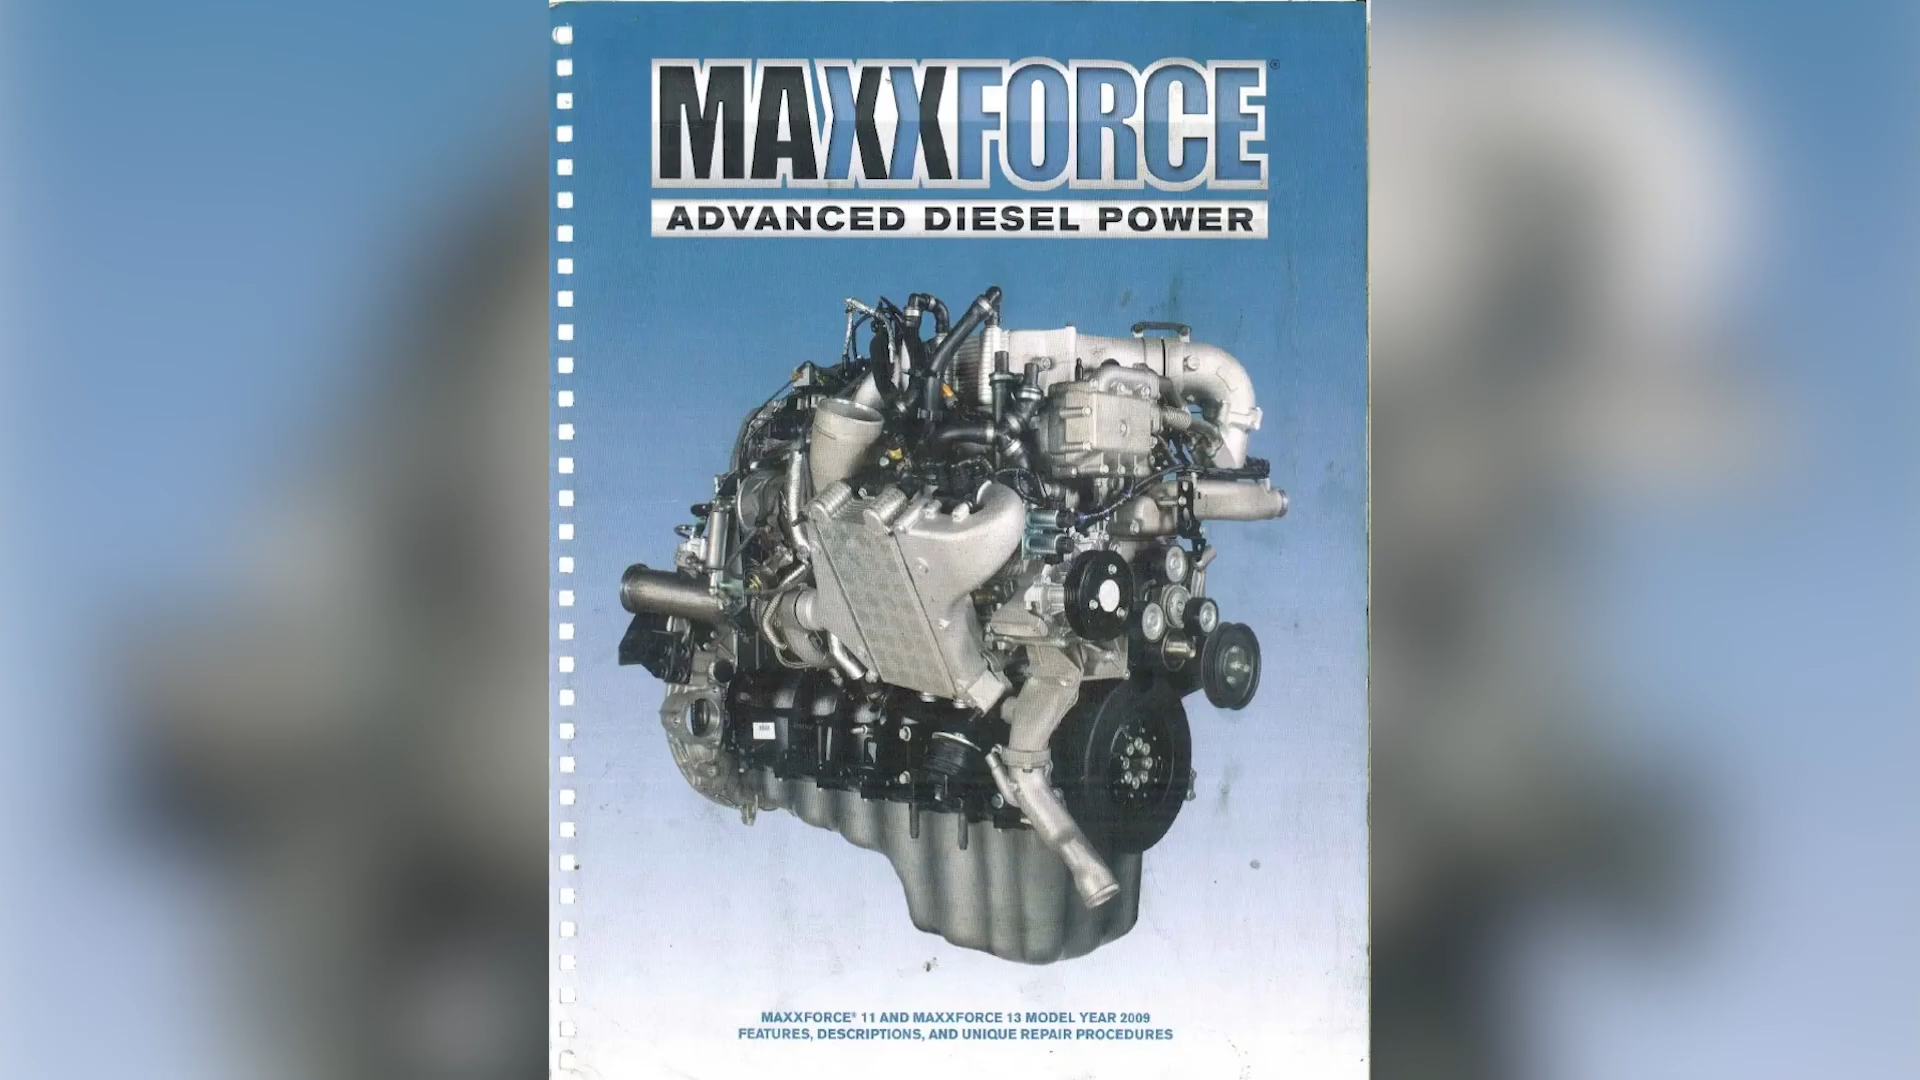 MAXXFORCE®
ADVANCED DIESEL POWER
MAXXFORCE® 11 AND MAXXFORCE 13 MODEL YEAR 2009
FEATURES, DESCRIPTIONS, AND UNIQUE REPAIR PROCEDURES